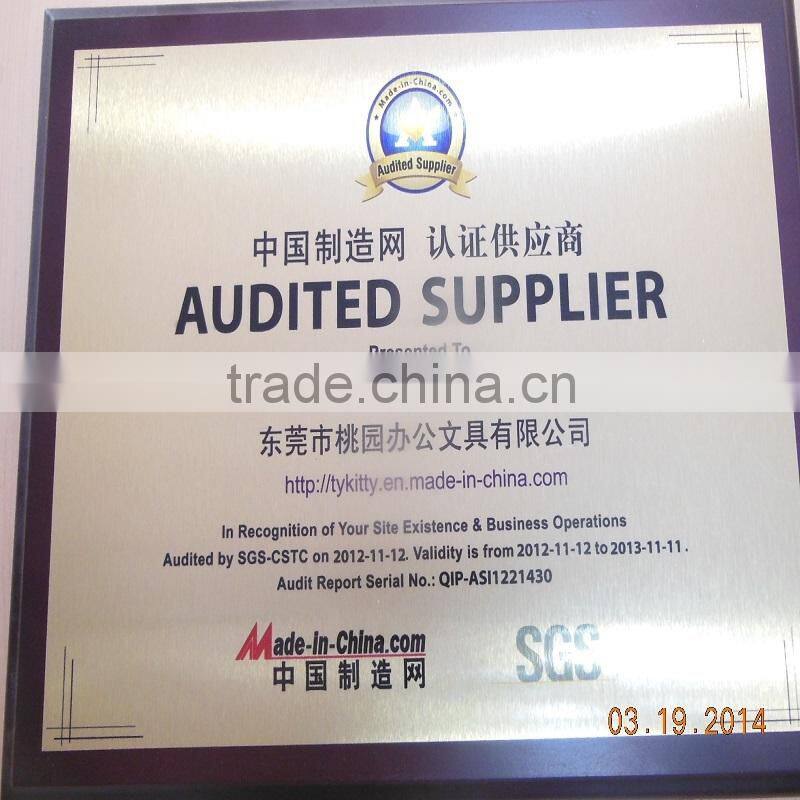 Made-in-China.com
Audited Supplier
中国制造网 认证供应商
AUDITED SUPPLIER
Presented To
trade.china.cn
东莞市桃园办公文具有限公司
http://tykitty.en.made-in-china.com
In Recognition of Your Site Existence & Business Operations
Audited by SGS-CSTC on 2012-11-12. Validity is from 2012-11-12 to 2013-11-11.
Audit Report Serial No.: QIP-ASI1221430
Made-in-China.com
中国制造网
SGS
03.19.2014